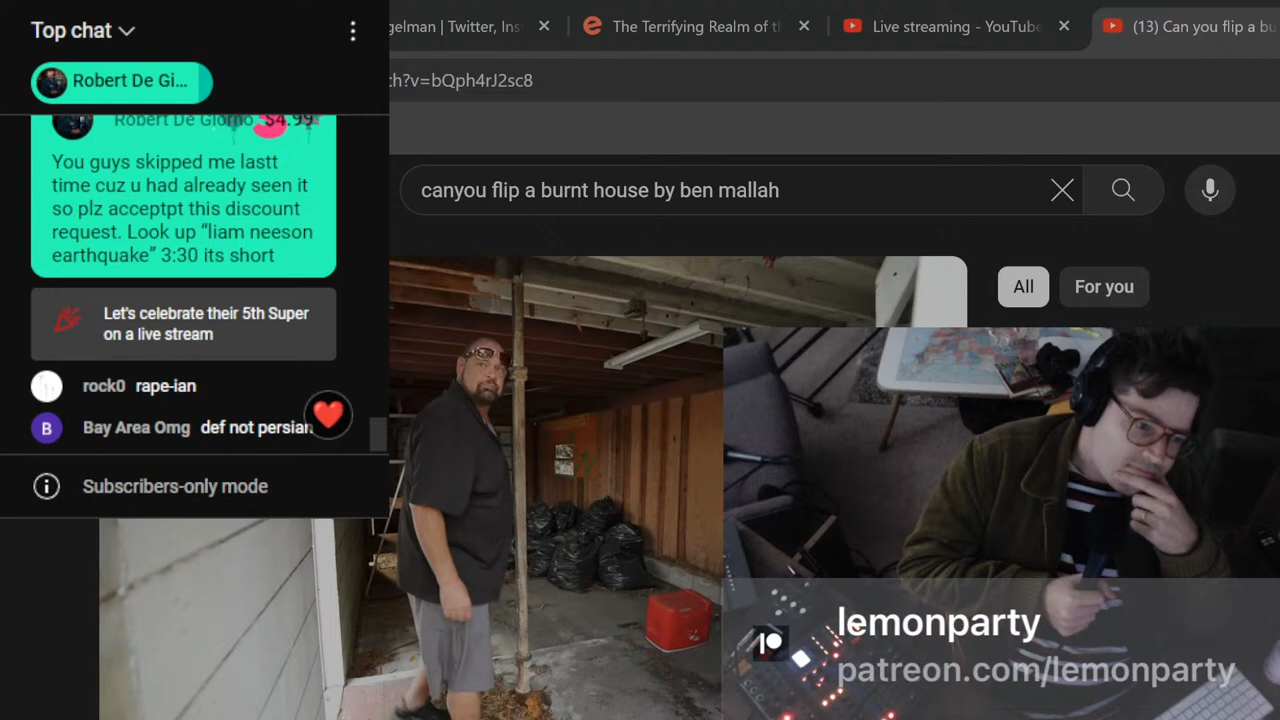 Top chat
Robert De Gi...
Robert De Giorno $4.99
You guys skipped me lastt
time cuz u had already seen it
so plz acceptpt this discount
request. Look up “liam neeson
earthquake” 3:30 its short
Let's celebrate their 5th Super
on a live stream
rock0 rape-ian
B Bay Area Omg def not persian
Subscribers-only mode
gelman | Twitter, Ins
The Terrifying Realm of t
Live streaming - YouTube
(13) Can you flip a bu
ch?v=bQph4rJ2sc8
canyou flip a burnt house by ben mallah
All
For you
lemonparty
patreon.com/lemonparty